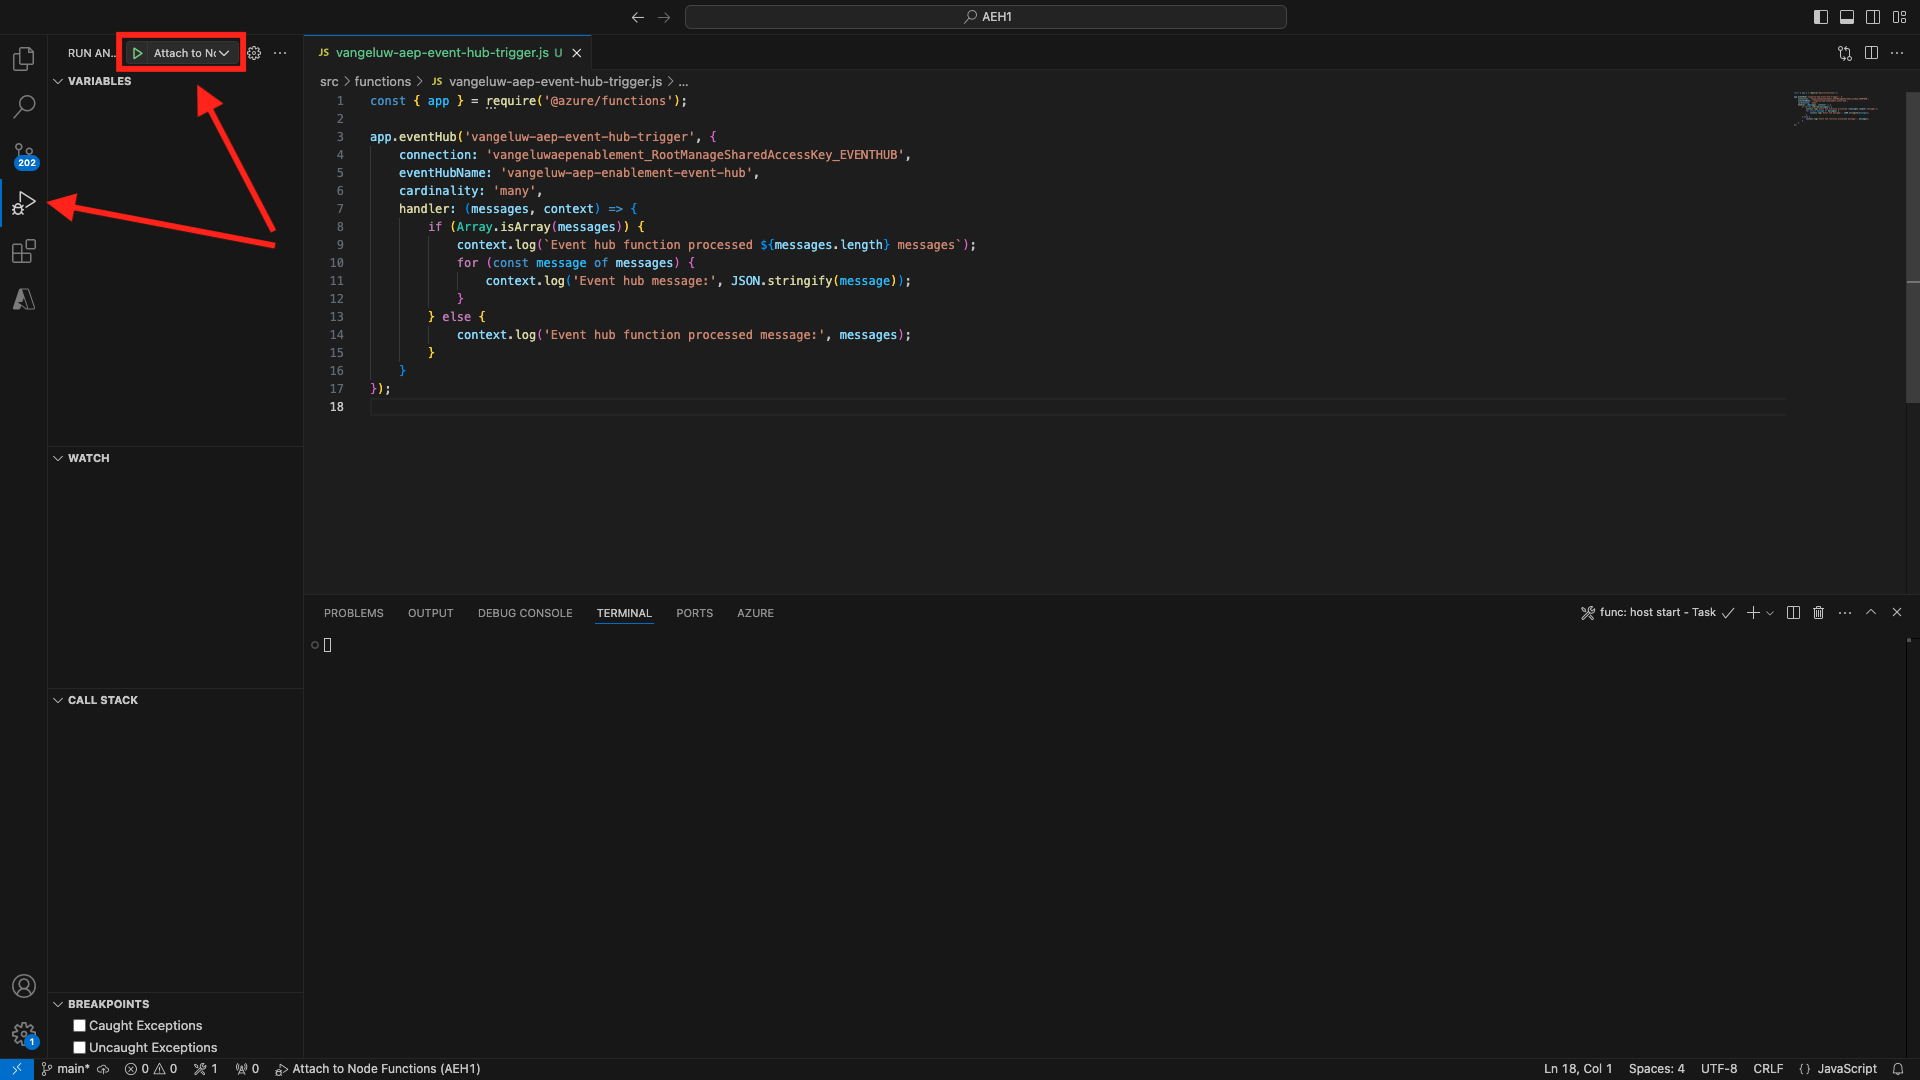 AEH1
RUN AN... Attach to No
VARIABLES
JS vangeluw-aep-event-hub-trigger.js U
src > functions > JS vangeluw-aep-event-hub-trigger.js > ...
1 const { app } = require('@azure/functions');
2
3 app.eventHub('vangeluw-aep-event-hub-trigger', {
4 connection: 'vangeluwaepenablement_RootManageSharedAccessKey_EVENTHUB',
5 eventHubName: 'vangeluw-aep-enablement-event-hub',
6 cardinality: 'many',
7 handler: (messages, context) => {
8 if (Array.isArray(messages)) {
9 context.log(`Event hub function processed ${messages.length} messages`);
10 for (const message of messages) {
11 context.log('Event hub message:', JSON.stringify(message));
12 }
13 } else {
14 context.log('Event hub function processed message:', messages);
15 }
16 }
17 });
18
202
WATCH
CALL STACK
BREAKPOINTS
Caught Exceptions
Uncaught Exceptions
PROBLEMS OUTPUT DEBUG CONSOLE TERMINAL PORTS AZURE
func: host start - Task
1
main* 0 0 1 0 Attach to Node Functions (AEH1)
Ln 18, Col 1 Spaces: 4 UTF-8 CRLF {} JavaScript